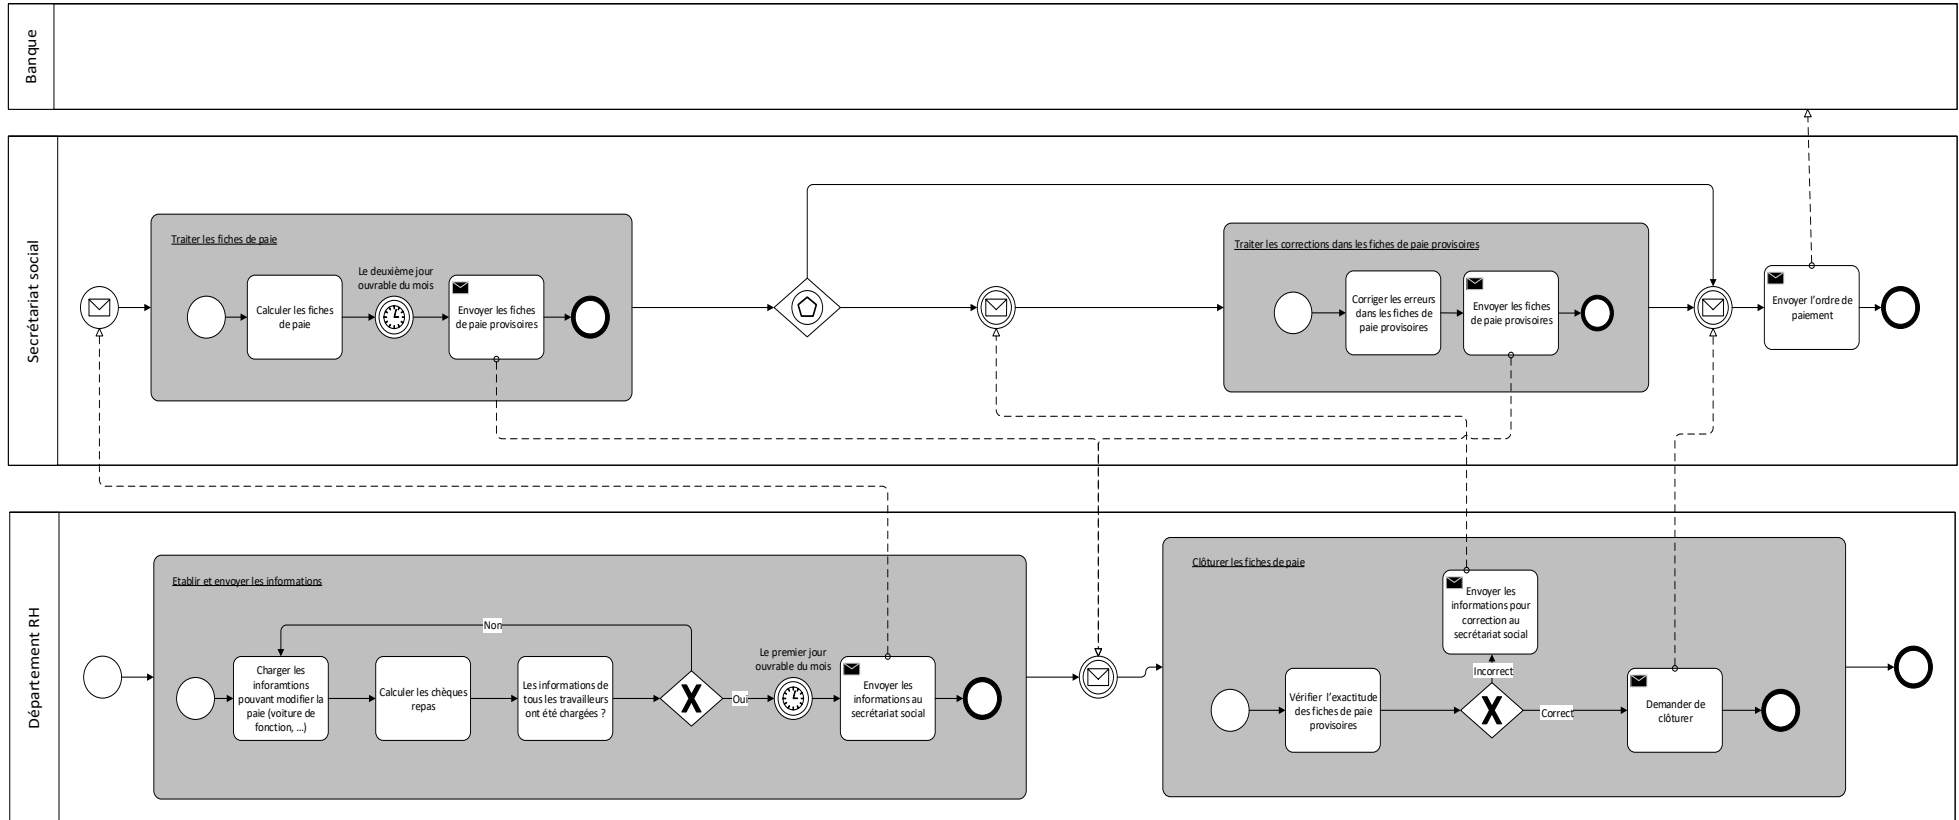 Banque
Secrétariat social
Traiter les fiches de paie
Calculer les fiches
de paie
Le deuxième jour
ouvrable du mois
Envoyer les fiches
de paie provisoires
Traiter les corrections dans les fiches de paie provisoires
Corriger les erreurs
dans les fiches de
paie provisoires
Envoyer les fiches
de paie provisoires
Envoyer l'ordre de
paiement
Département RH
Etablir et envoyer les informations
Non
Charger les
inforamtions
pouvant modifier la
paie (voiture de
fonction, ...)
Calculer les chèques
repas
Les informations de
tous les travailleurs
ont été chargées ?
Oui
Le premier jour
ouvrable du mois
Envoyer les
informations au
secrétariat social
Clôturer les fiches de paie
Vérifier l'exactitude
des fiches de paie
provisoires
Envoyer les
informations pour
correction au
secrétariat social
Incorrect
X
X
Correct
Demander de
clôturer